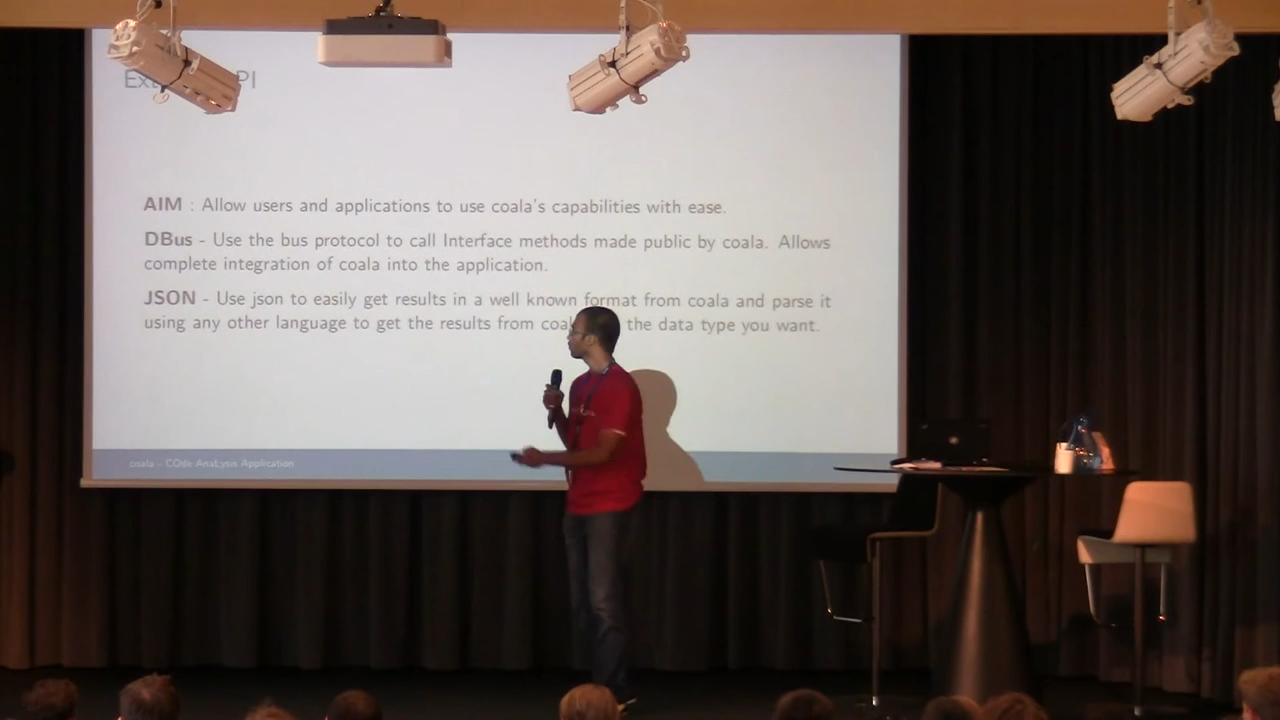 PI
AIM : Allow users and applications to use coala's capabilities with ease.
DBus - Use the bus protocol to call Interface methods made public by coala. Allows
complete integration of coala into the application.
JSON - Use json to easily get results in a well known format from coala and parse it
using any other language to get the results from coa the data type you want.
coala - COde AnaLysis Application